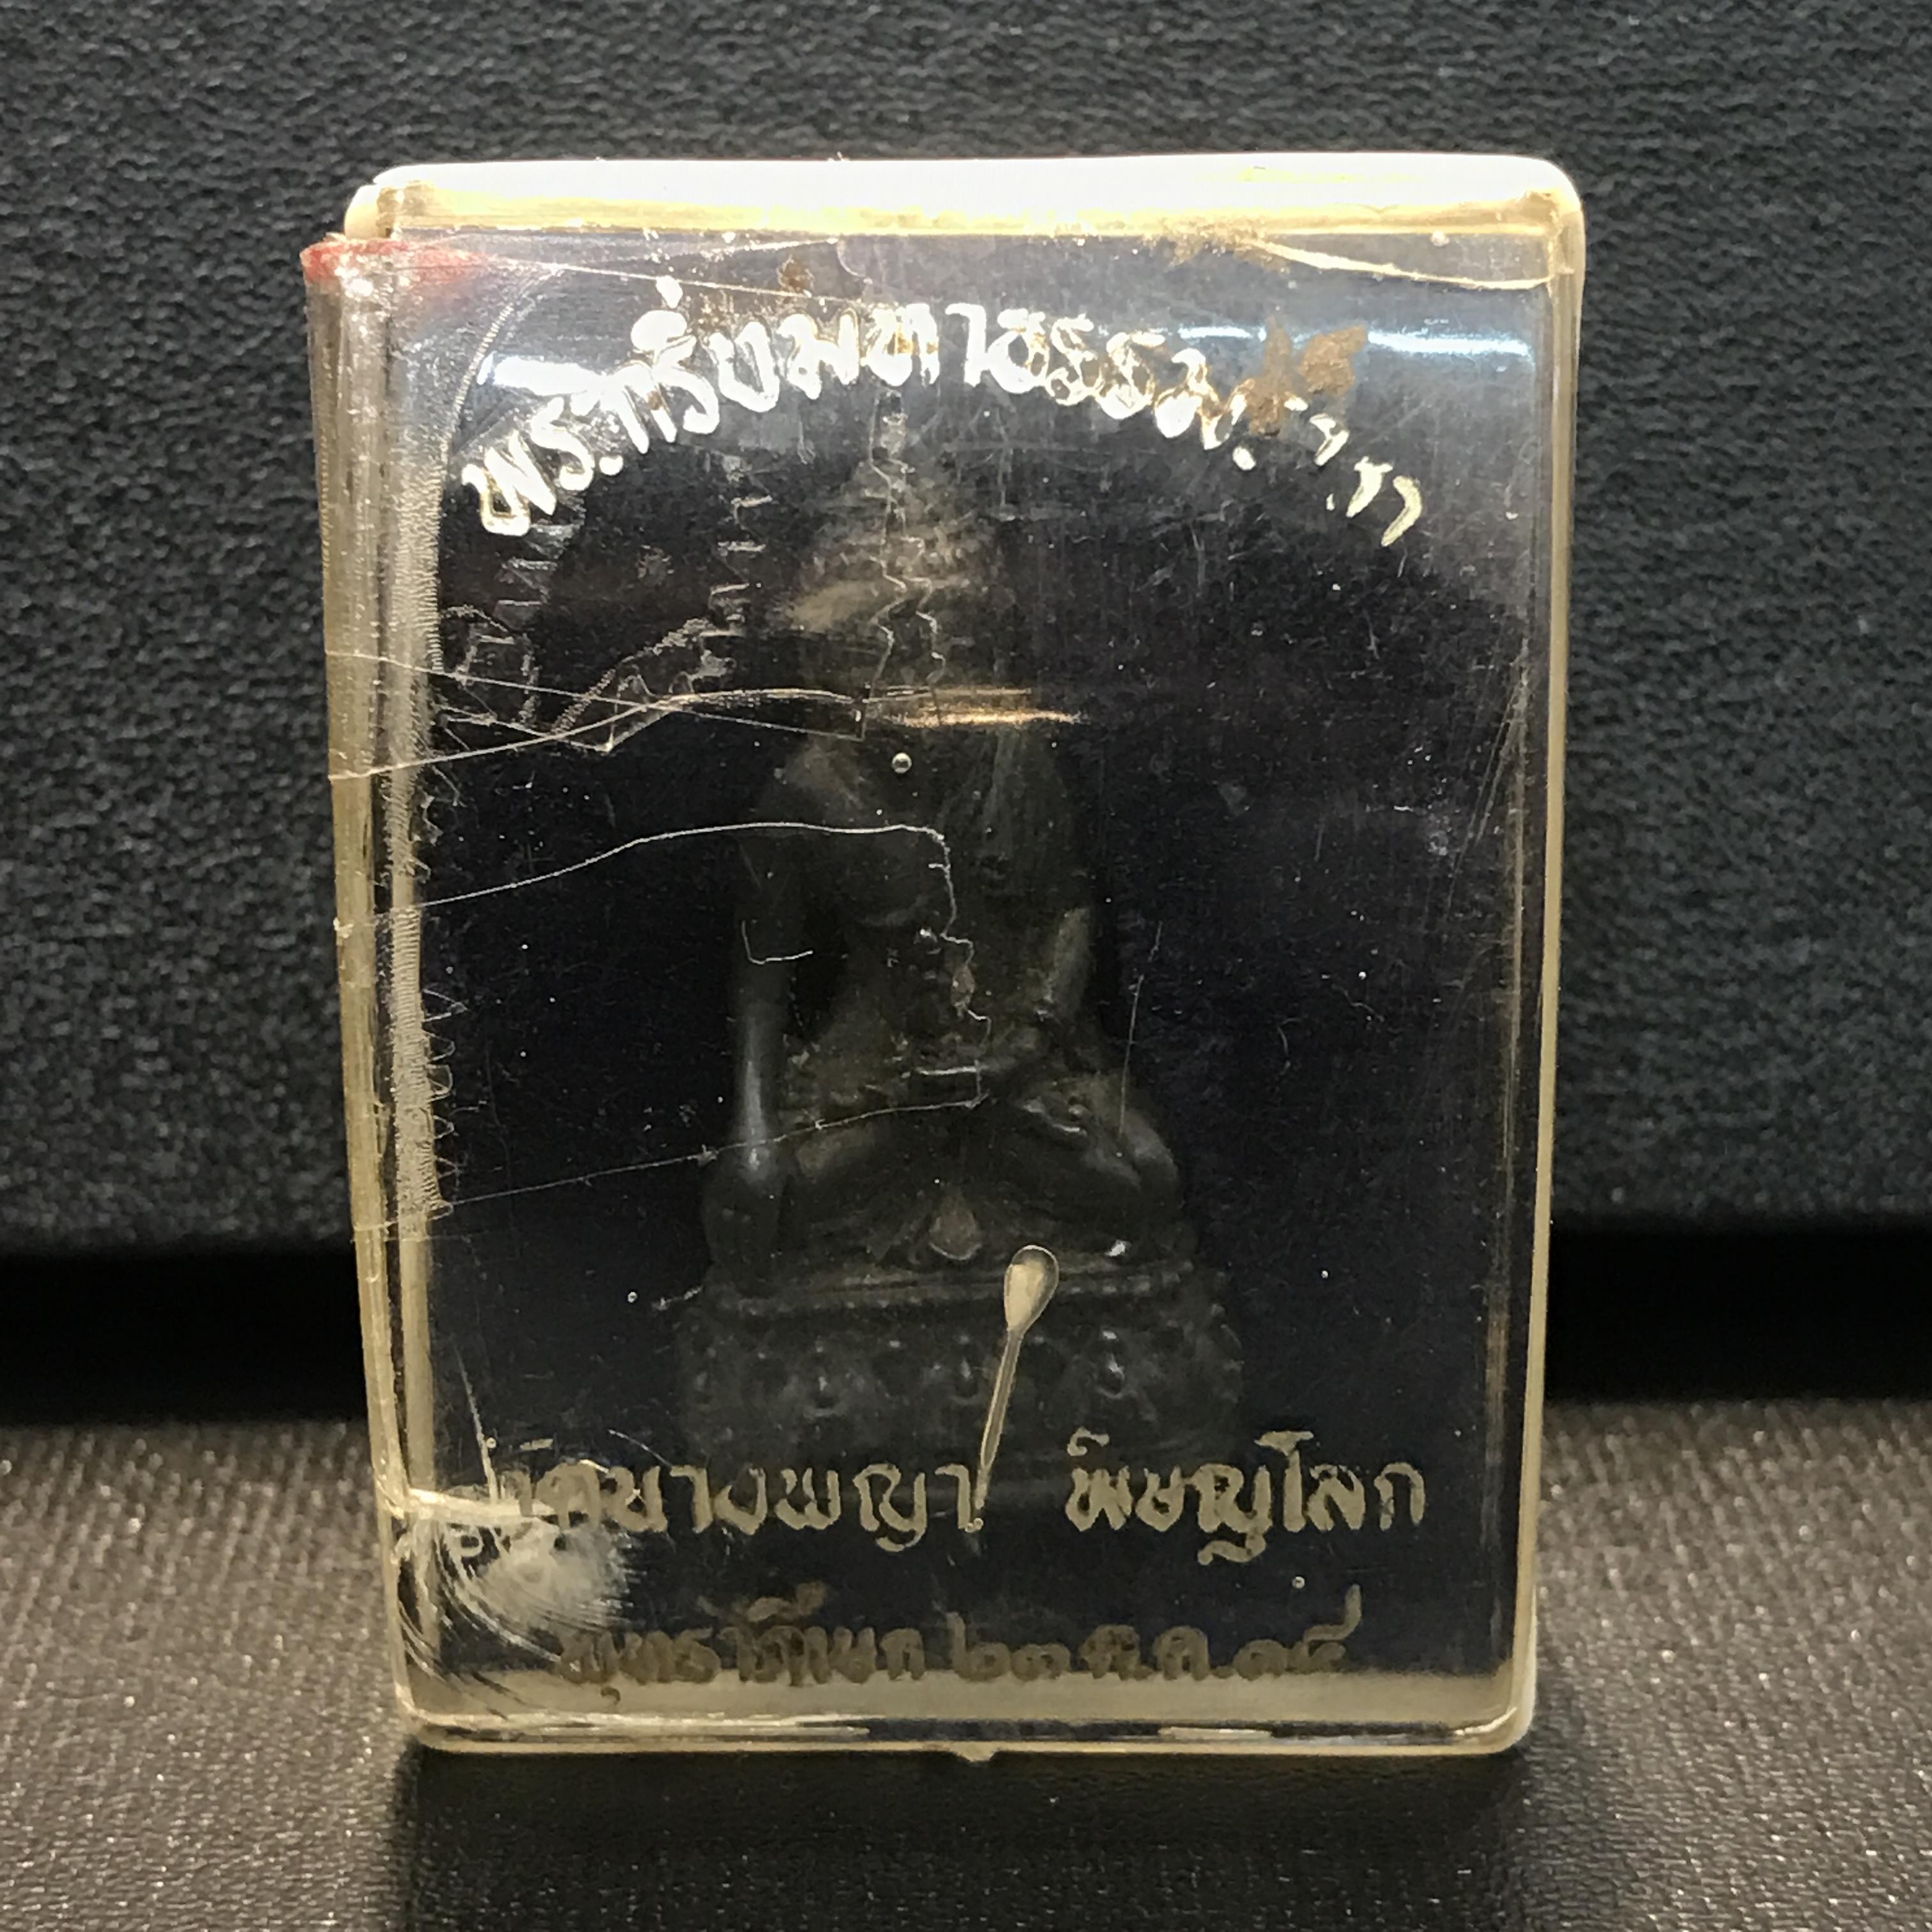 พระกริ่งมหาธรรมราชา
วัดนางพญา พิษณุโลก
พุทธาภิเษก ๒๓ พ.ค. ๑๕